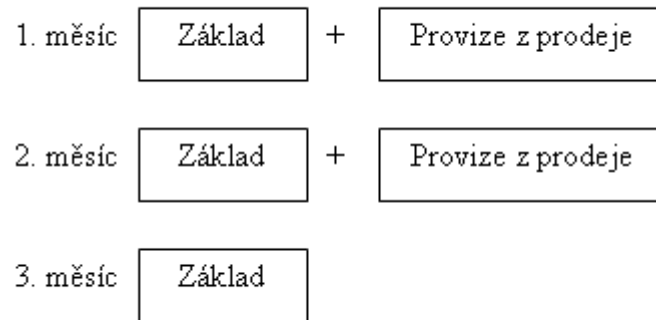 1. měsíc Základ + Provize z prodeje
2. měsíc Základ + Provize z prodeje
3. měsíc Základ